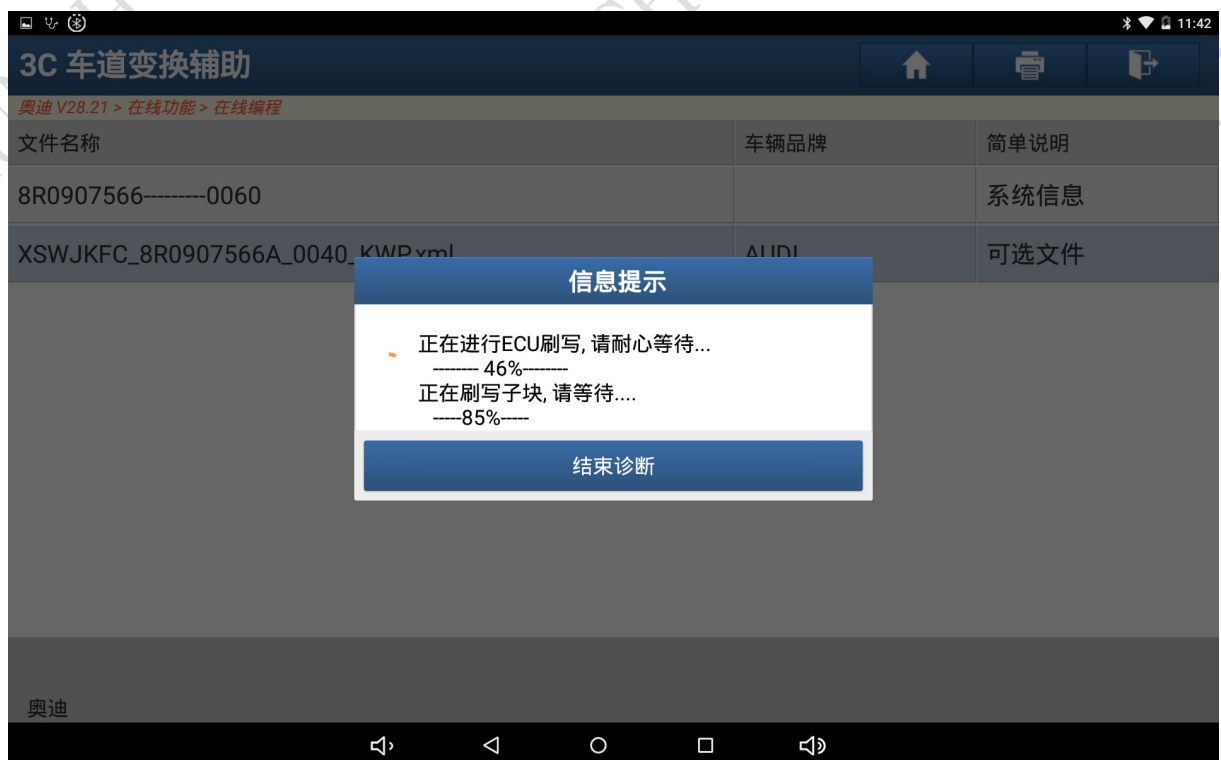 11:42
3C 车道变换辅助
奥迪 V28.21 > 在线功能 > 在线编程
文件名称 车辆品牌 简单说明
8R0907566---------0060 系统信息
XSWJKFC_8R0907566A_0040_KWP.xml AUDI 可选文件
信息提示
正在进行ECU刷写, 请耐心等待...
-------- 46%--------
正在刷写子块, 请等待....
-----85%-----
结束诊断
奥迪